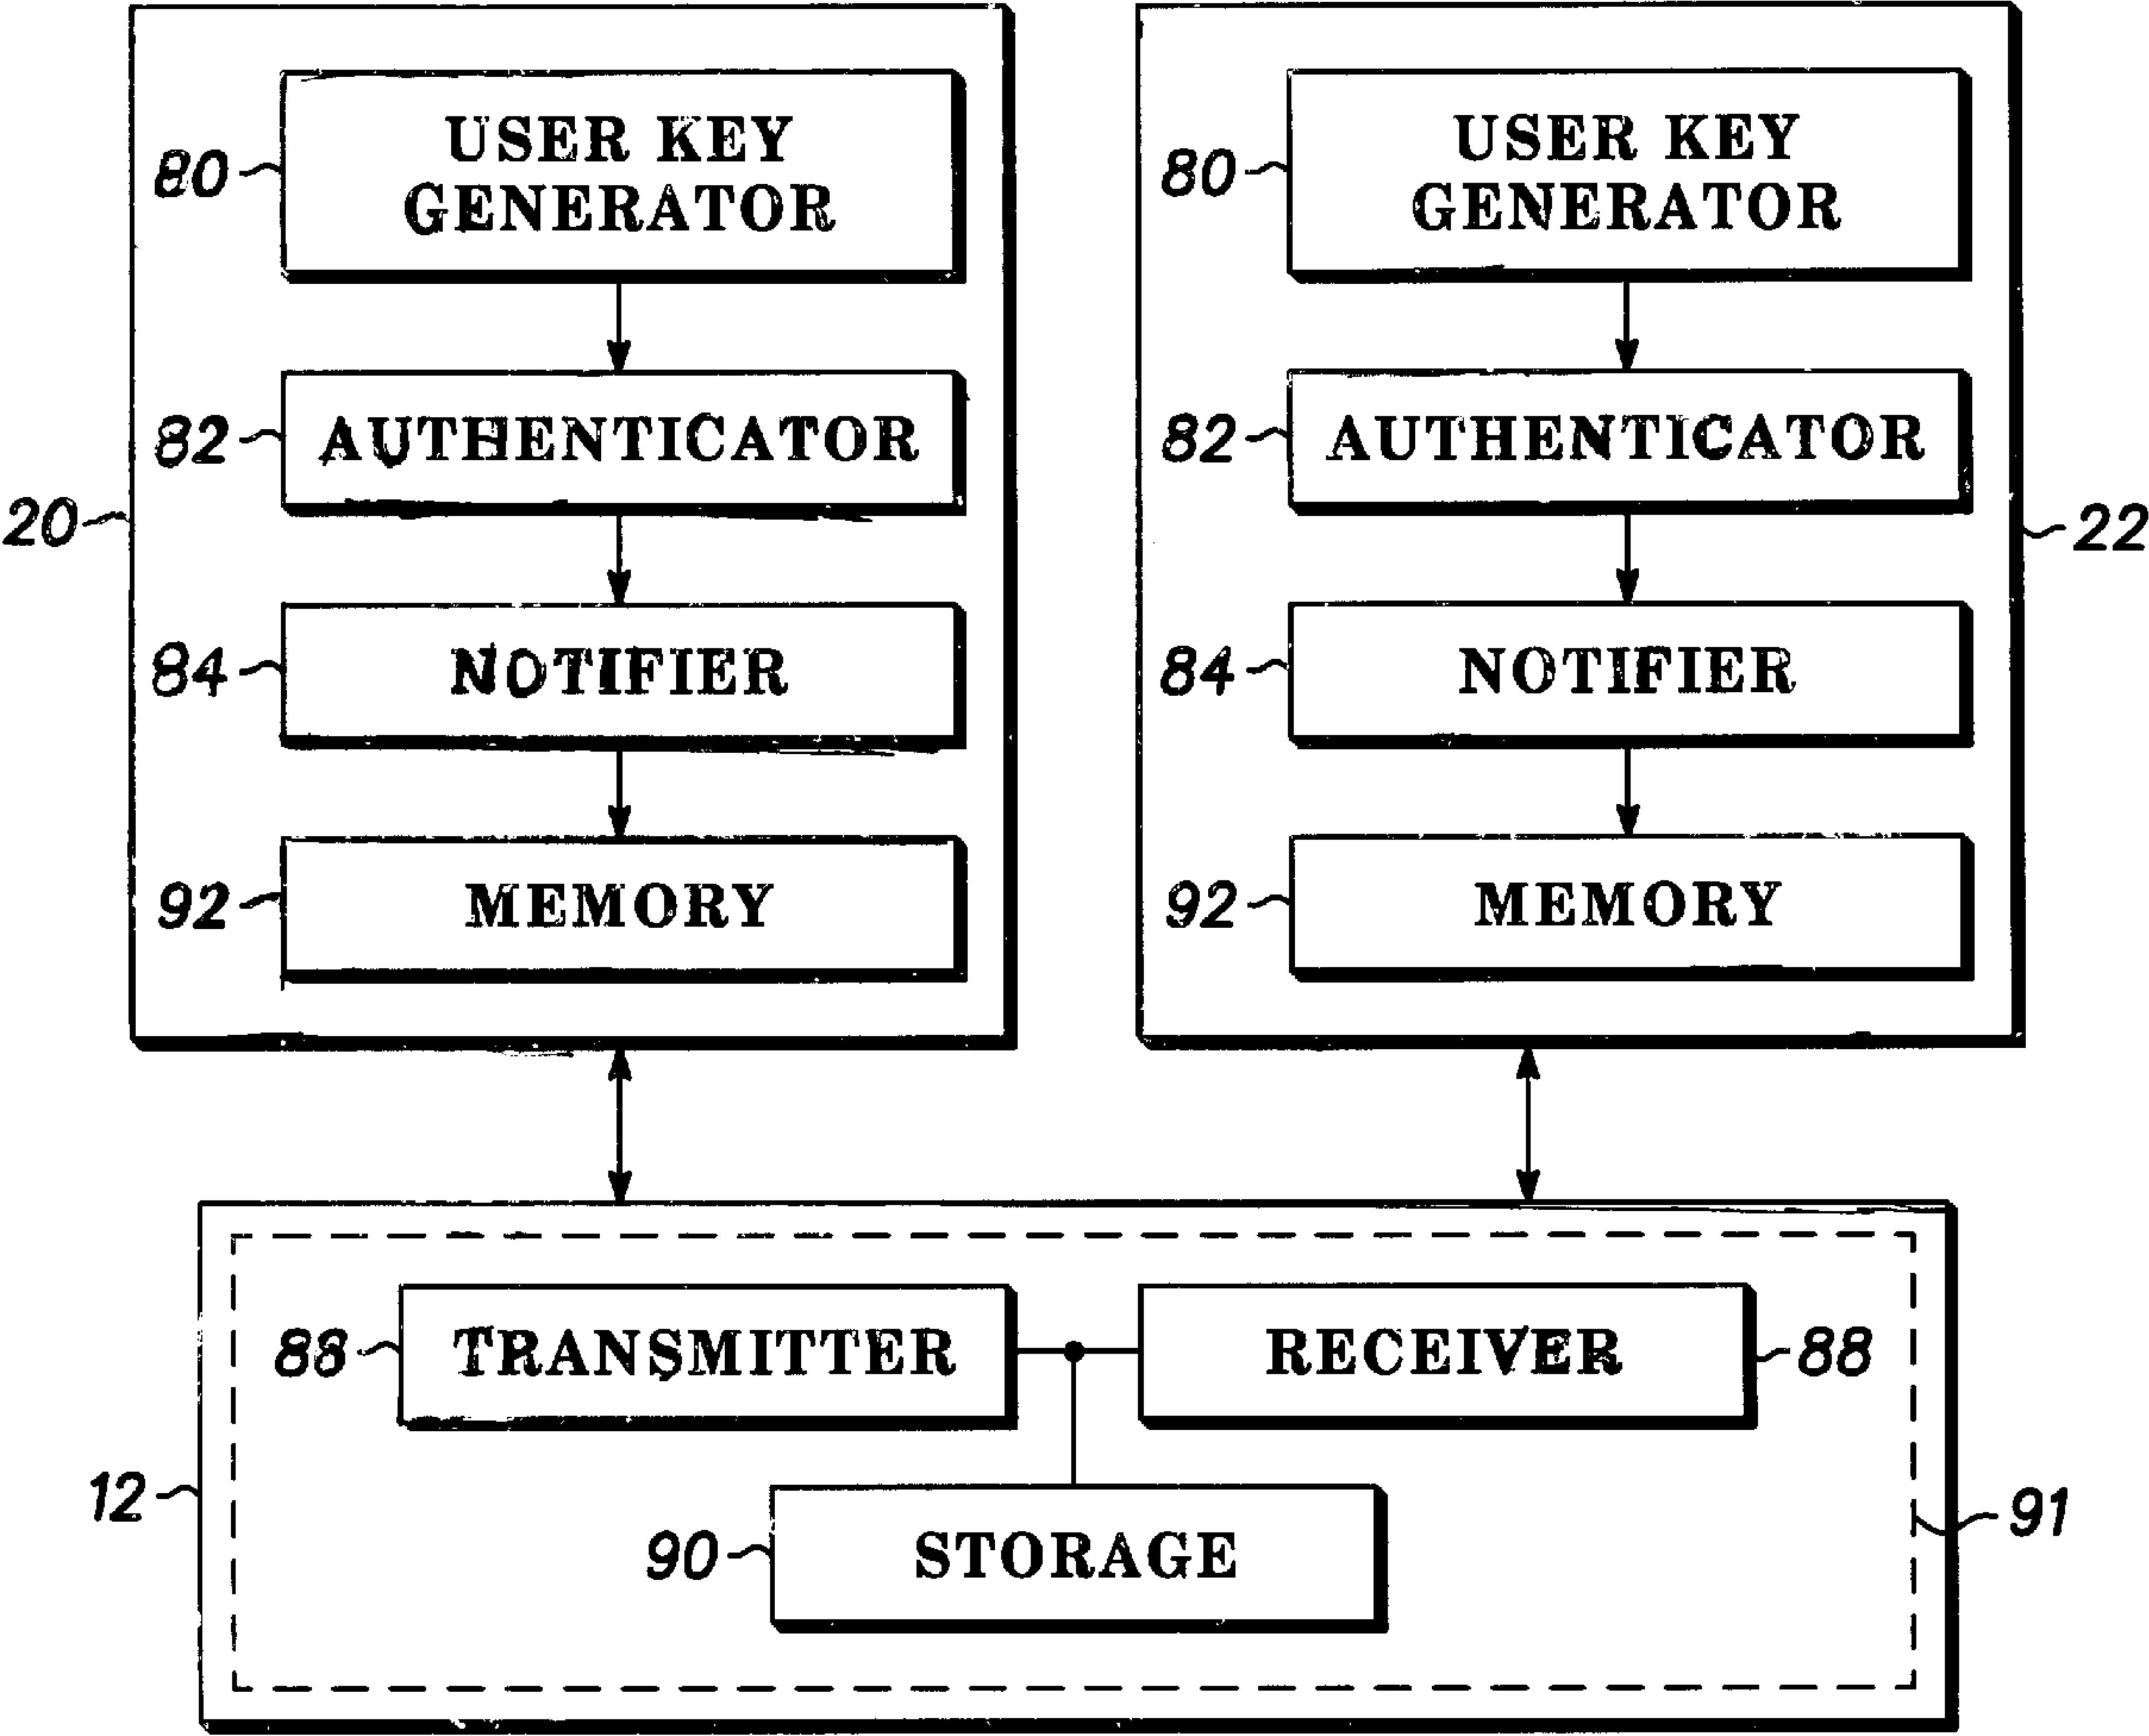 USER KEY
GENERATOR
80
AUTHENTICATOR
82
20
NOTIFIER
84
MEMORY
92
USER KEY
GENERATOR
80
AUTHENTICATOR
82
22
NOTIFIER
84
MEMORY
92
88 TRANSMITTER
RECEIVER 88
12
91
90 STORAGE